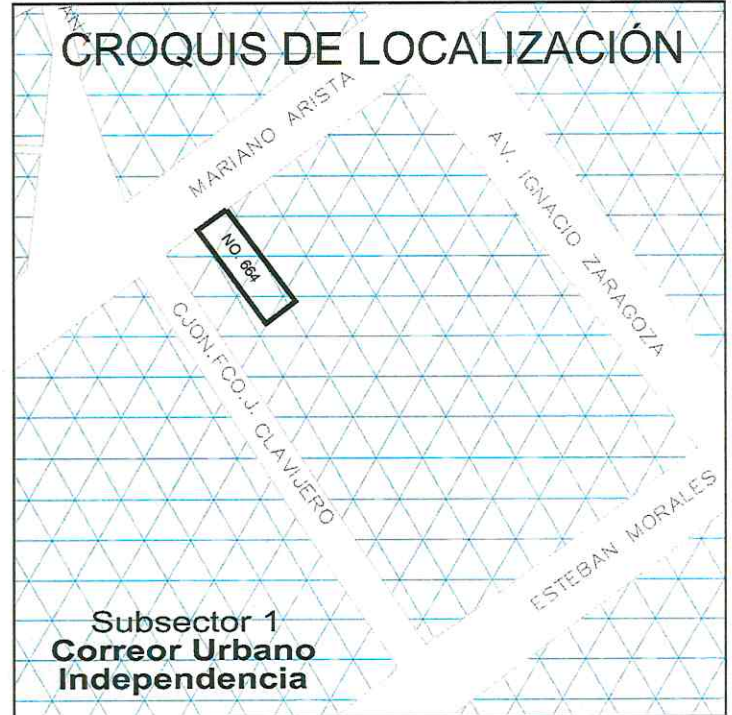 CROQUIS DE LOCALIZACIÓN
MARIANO ARISTA
AV. IGNACIO ZARAGOZA
NO. 664
CJON.FCO.J. CLAVIJERO
ESTEBAN MORALES
Subsector 1
Correor Urbano
Independencia